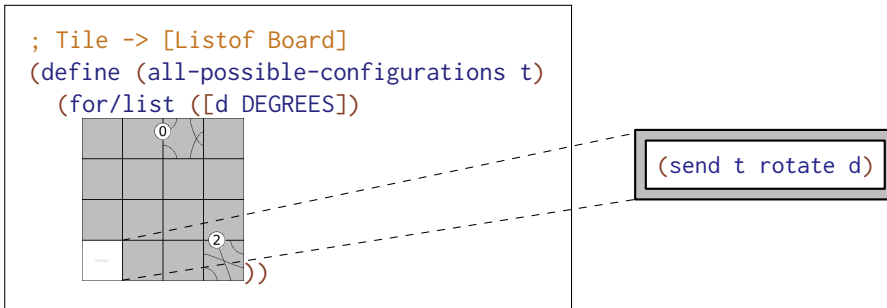 ; Tile -> [Listof Board]
(define (all-possible-configurations t)
(for/list ([d DEGREES])
0
(send t rotate d)
2
))